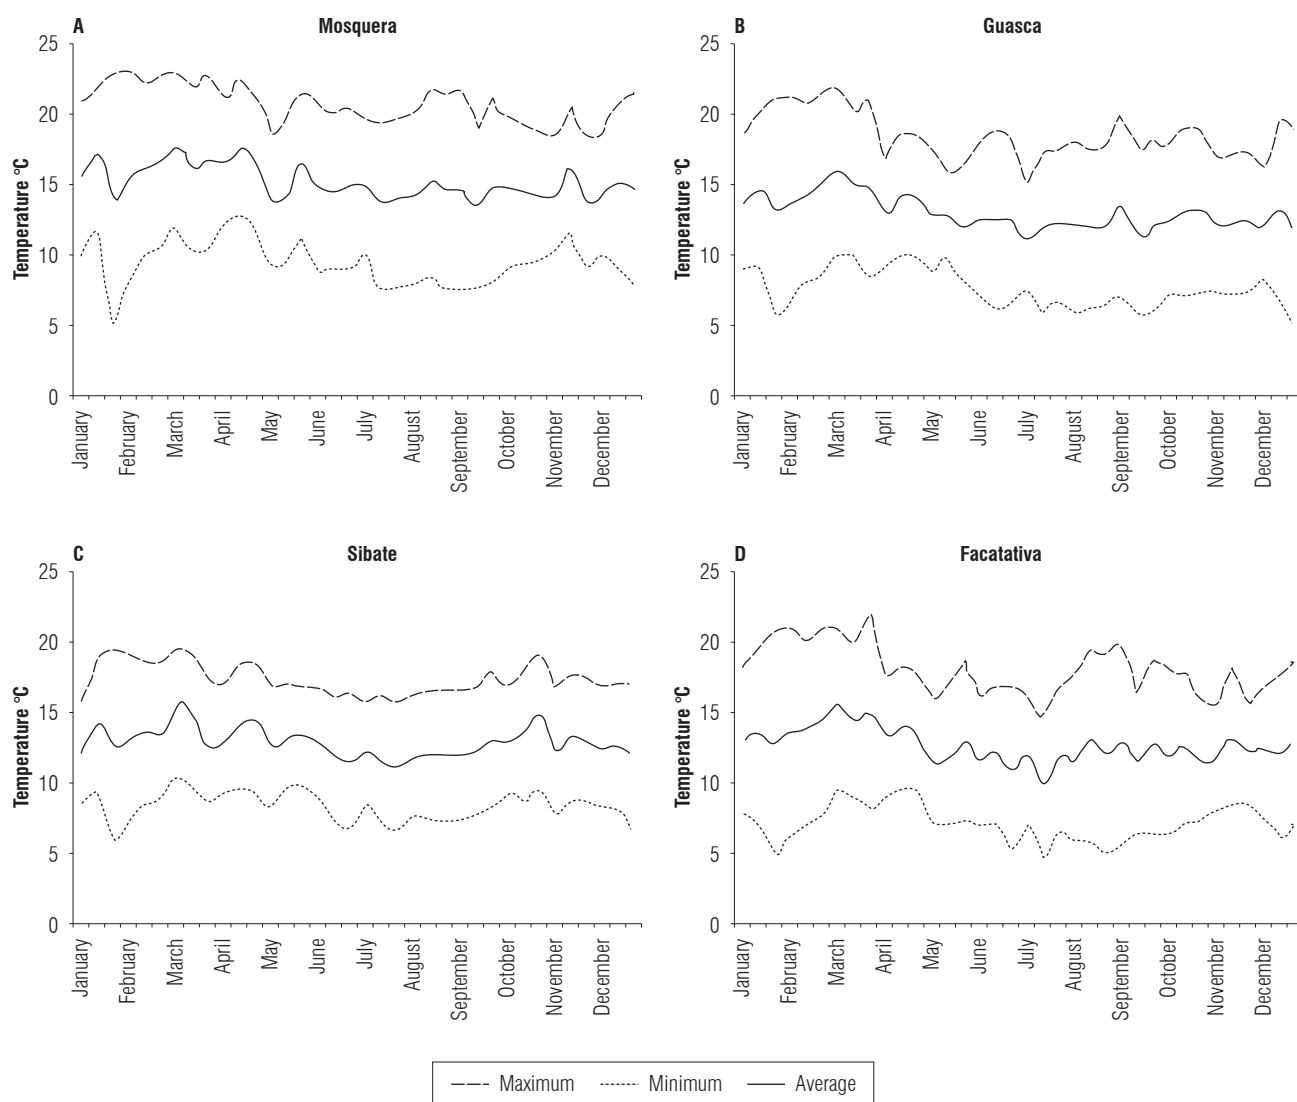 A Mosquera
25
20
15
10
5
0
Temperature °C
January
February
March
April
May
June
July
August
September
October
November
December
B Guasca
25
20
15
10
5
0
Temperature °C
January
February
March
April
May
June
July
August
September
October
November
December
C Sibate
25
20
15
10
5
0
Temperature °C
January
February
March
April
May
June
July
August
September
October
November
December
D Facatativa
25
20
15
10
5
0
Temperature °C
January
February
March
April
May
June
July
August
September
October
November
December
Maximum Minimum Average